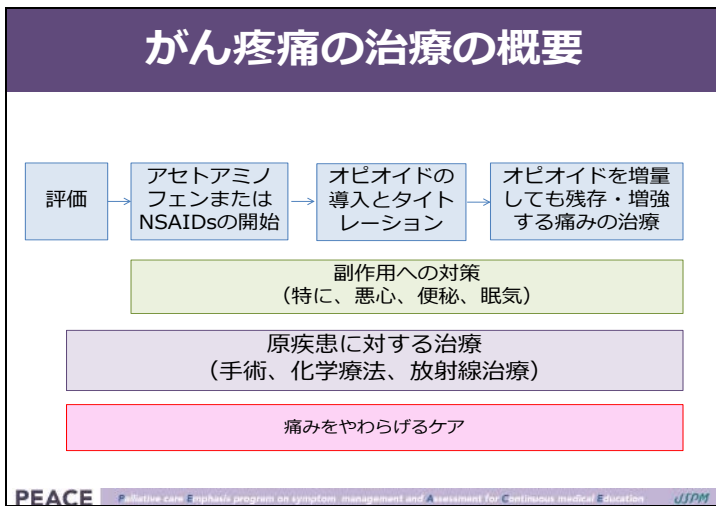 がん疼痛の治療の概要
評価
アセトアミノ
フェンまたは
NSAIDsの開始
オピオイドの
導入とタイト
レーション
オピオイドを増量
しても残存・増強
する痛みの治療
副作用への対策
（特に、悪心、便秘、眠気）
原疾患に対する治療
（手術、化学療法、放射線治療）
痛みをやわらげるケア
PEACE Palliative care Emphasis program on symptom management and Assessment for Continuous medical Education JSPM